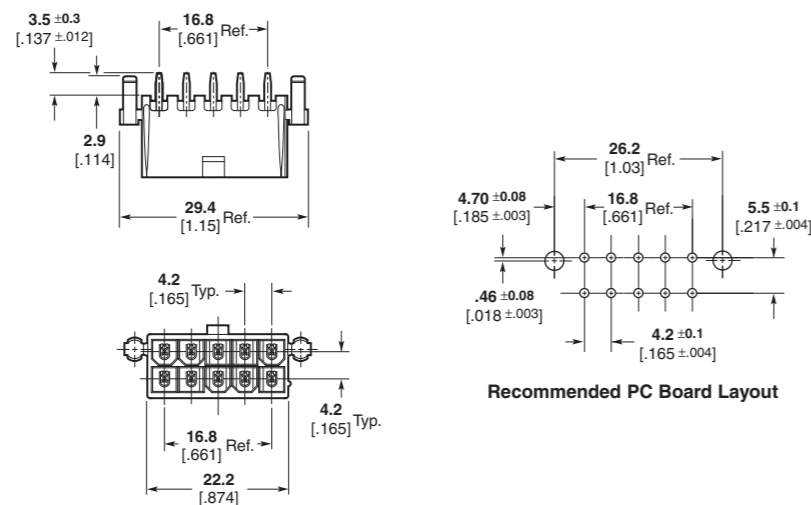 3.5 ±0.3
[.137 ±.012]
16.8
[.661] Ref.
2.9
[.114]
29.4
[1.15] Ref.
4.2
[.165] Typ.
4.2
[.165] Typ.
16.8
[.661] Ref.
22.2
[.874]
26.2
[1.03] Ref.
4.70 ±0.08
[.185 ±.003]
16.8
[.661] Ref.
5.5 ±0.1
[.217 ±.004]
.46 ±0.08
[.018 ±.003]
4.2 ±0.1
[.165 ±.004]
Recommended PC Board Layout